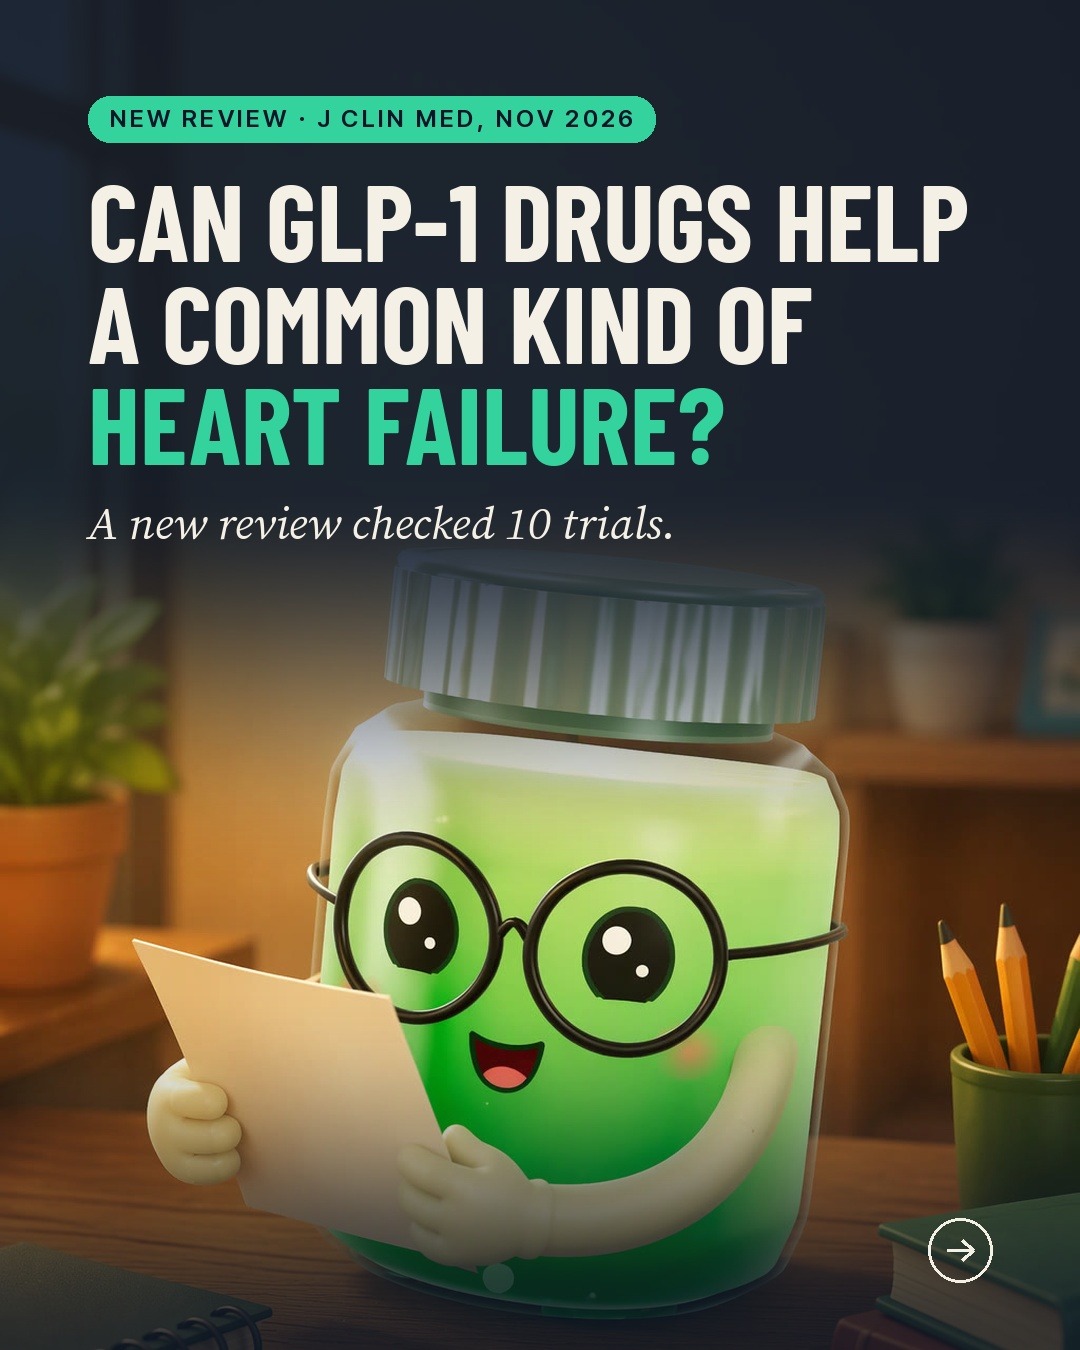 NEW REVIEW · J CLIN MED, NOV 2026
CAN GLP-1 DRUGS HELP
A COMMON KIND OF
HEART FAILURE?
A new review checked 10 trials.